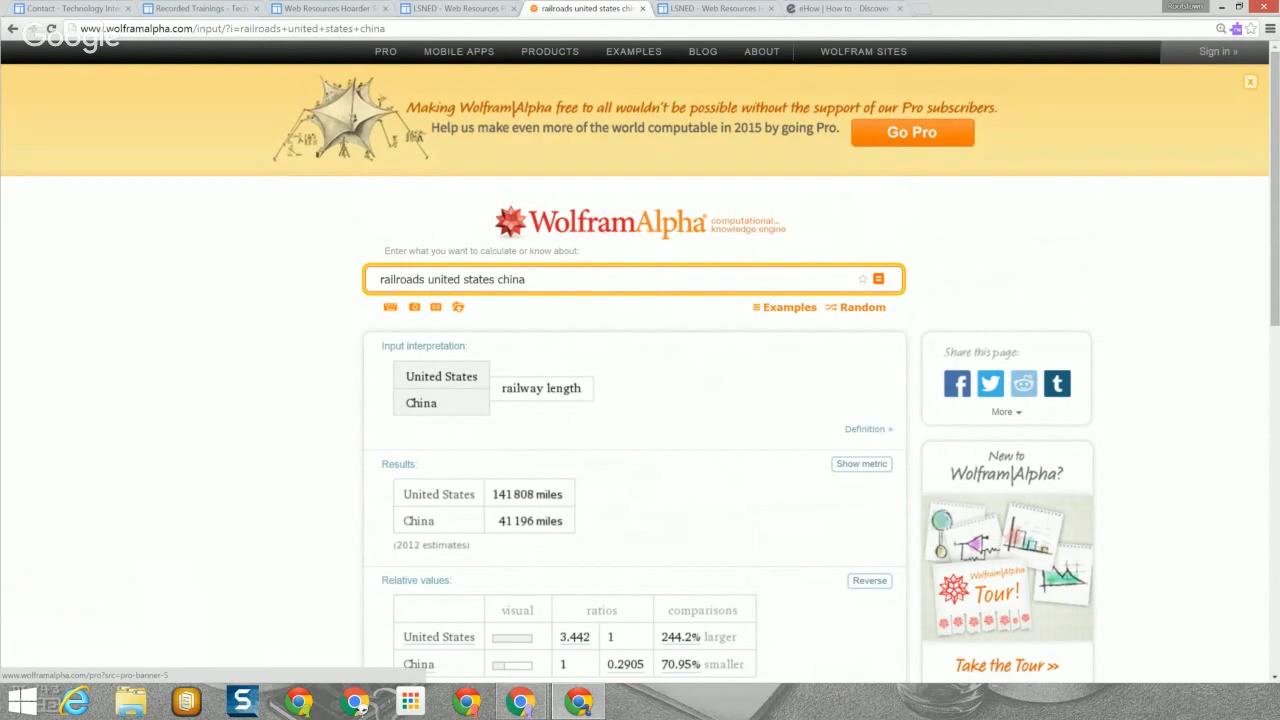 Contact - Technology Inte
Recorded Trainings - Tech
Web Resources Hoarder S
LSNED - Web Resources H
railroads united states chi
LSNED - Web Resources H
eHow | How to - Discover
Rootstown
www.wolframalpha.com/input/?i=railroads+united+states+china
Google
PRO MOBILE APPS PRODUCTS EXAMPLES BLOG ABOUT WOLFRAM SITES Sign in »
Making Wolfram|Alpha free to all wouldn't be possible without the support of our Pro subscribers.
Help us make even more of the world computable in 2015 by going Pro.
Go Pro
WolframAlpha computational...
knowledge engine
Enter what you want to calculate or know about:
railroads united states china
Examples Random
Input interpretation:
United States
China
railway length
Definition »
Results:
Show metric
United States 141808 miles
China 41196 miles
(2012 estimates)
Relative values:
Reverse
visual ratios comparisons
United States 3.442 1 244.2% larger
China 1 0.2905 70.95% smaller
Share this page:
More
New to
Wolfram|Alpha?
Wolfram|Alpha
Tour!
Take the Tour »
www.wolframalpha.com/pro?src=pro-banner-5